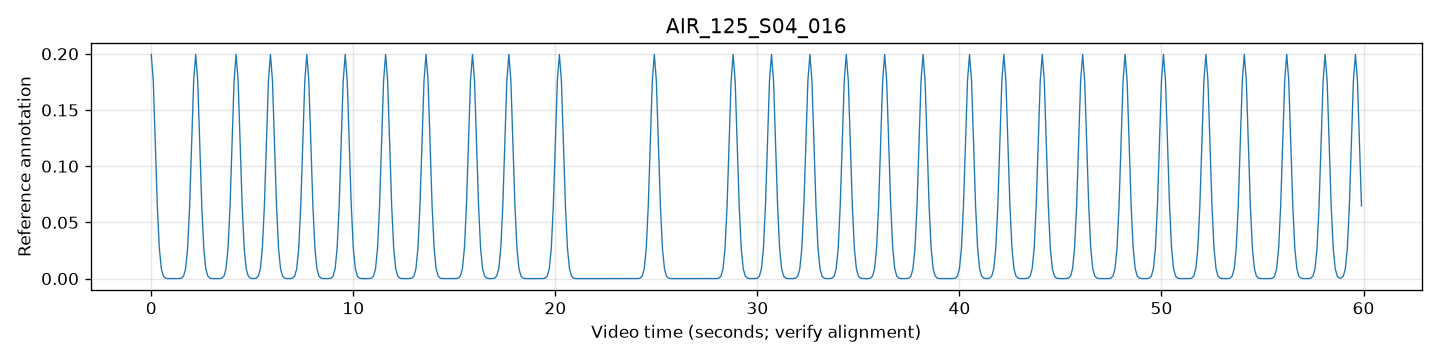 AIR_125_S04_016
Reference annotation
0.20
0.15
0.10
0.05
0.00
0 10 20 30 40 50 60
Video time (seconds; verify alignment)